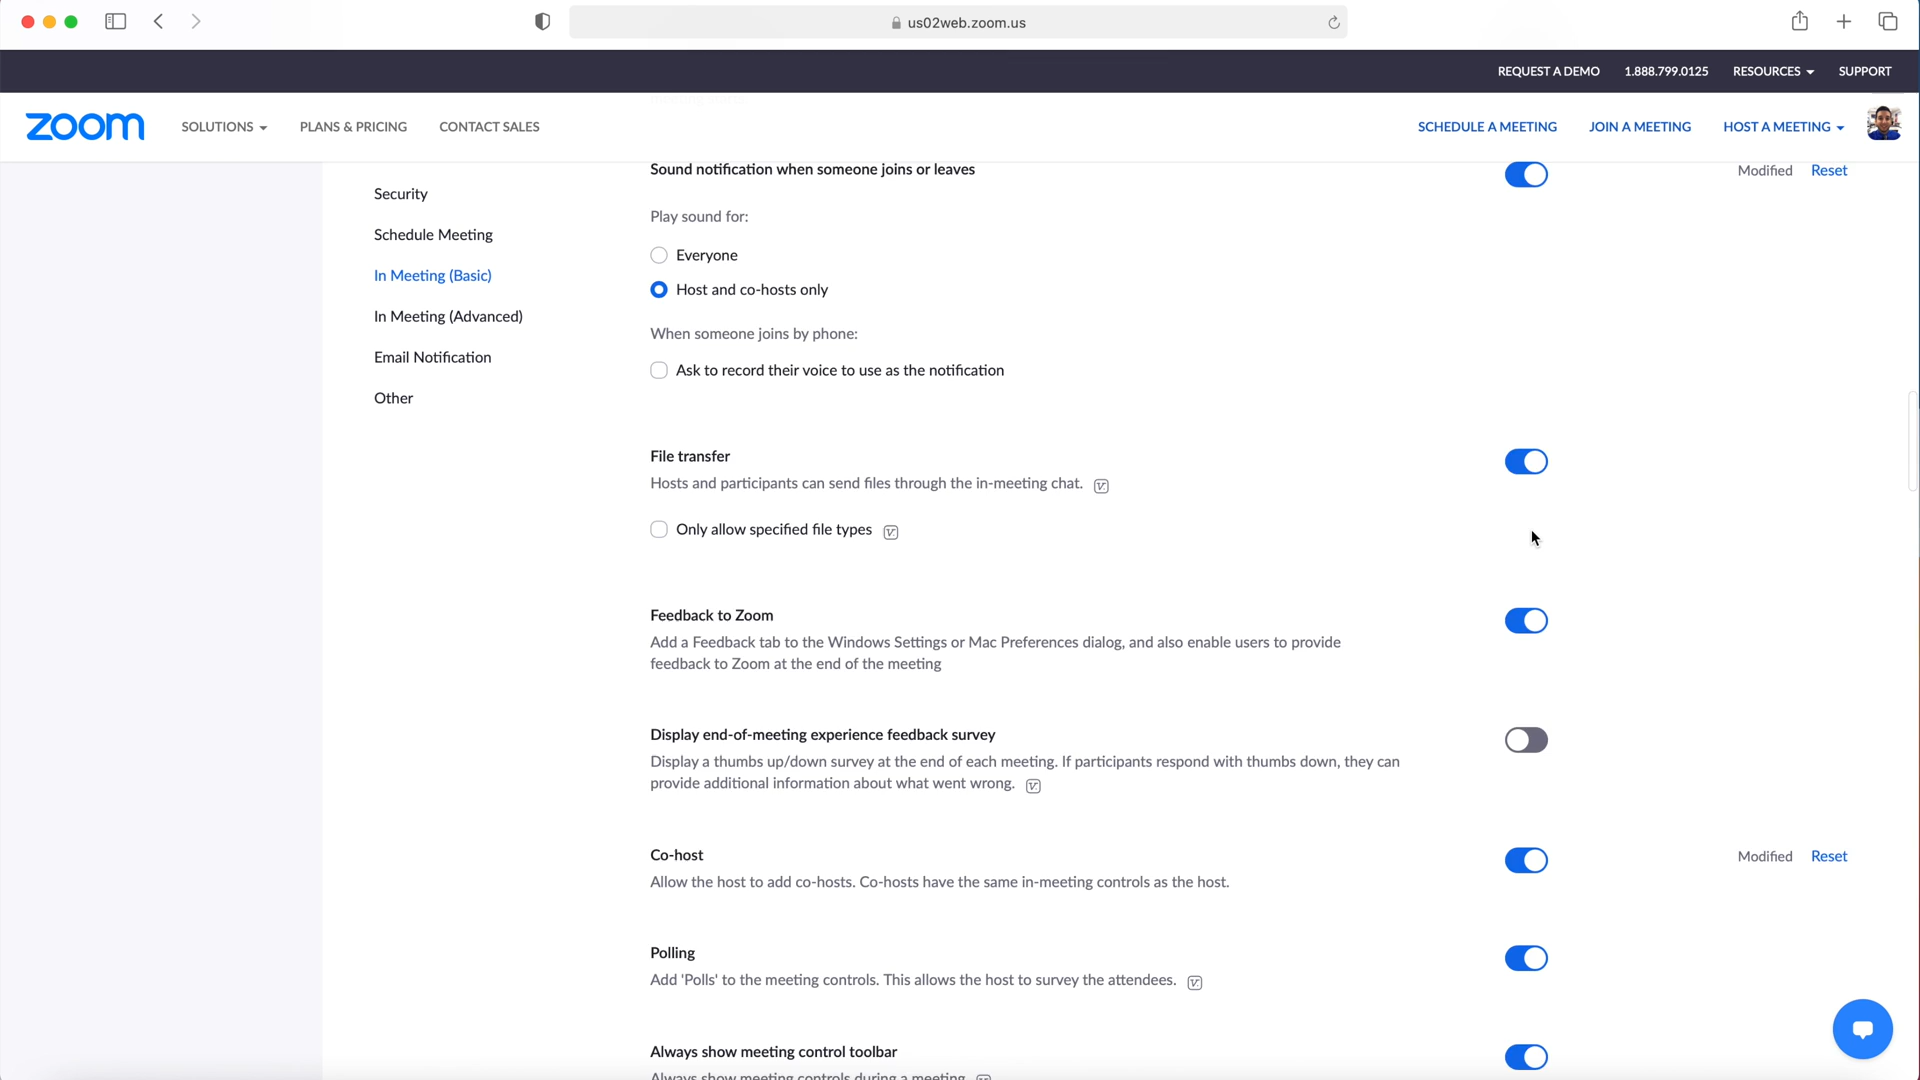 us02web.zoom.us
REQUEST A DEMO 1.888.799.0125 RESOURCES SUPPORT
zoom SOLUTIONS PLANS & PRICING CONTACT SALES SCHEDULE A MEETING JOIN A MEETING HOST A MEETING
Security
Schedule Meeting
In Meeting (Basic)
In Meeting (Advanced)
Email Notification
Other
Sound notification when someone joins or leaves
Modified Reset
Play sound for:
Everyone
Host and co-hosts only
When someone joins by phone:
Ask to record their voice to use as the notification
File transfer
Hosts and participants can send files through the in-meeting chat.
Only allow specified file types
Feedback to Zoom
Add a Feedback tab to the Windows Settings or Mac Preferences dialog, and also enable users to provide
feedback to Zoom at the end of the meeting
Display end-of-meeting experience feedback survey
Display a thumbs up/down survey at the end of each meeting. If participants respond with thumbs down, they can
provide additional information about what went wrong.
Co-host
Modified Reset
Allow the host to add co-hosts. Co-hosts have the same in-meeting controls as the host.
Polling
Add 'Polls' to the meeting controls. This allows the host to survey the attendees.
Always show meeting control toolbar
Always show meeting controls during a meeting